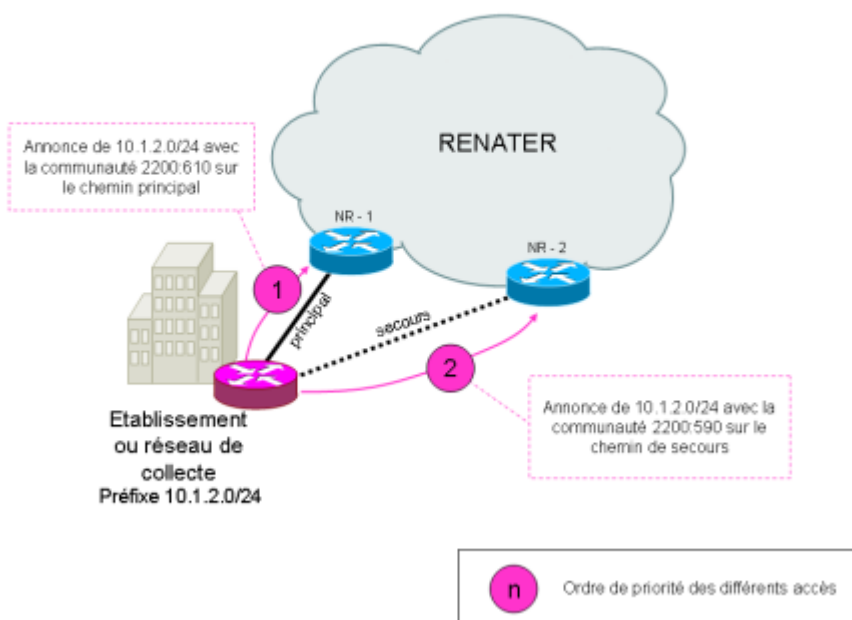 RENATER
Annonce de 10.1.2.0/24 avec
la communauté 2200:610 sur
le chemin principal
NR - 1
NR - 2
1
principal
secours
2
Etablissement
ou réseau de
collecte
Préfixe 10.1.2.0/24
Annonce de 10.1.2.0/24 avec la
communauté 2200:590 sur le
chemin de secours
n
Ordre de priorité des différents accès